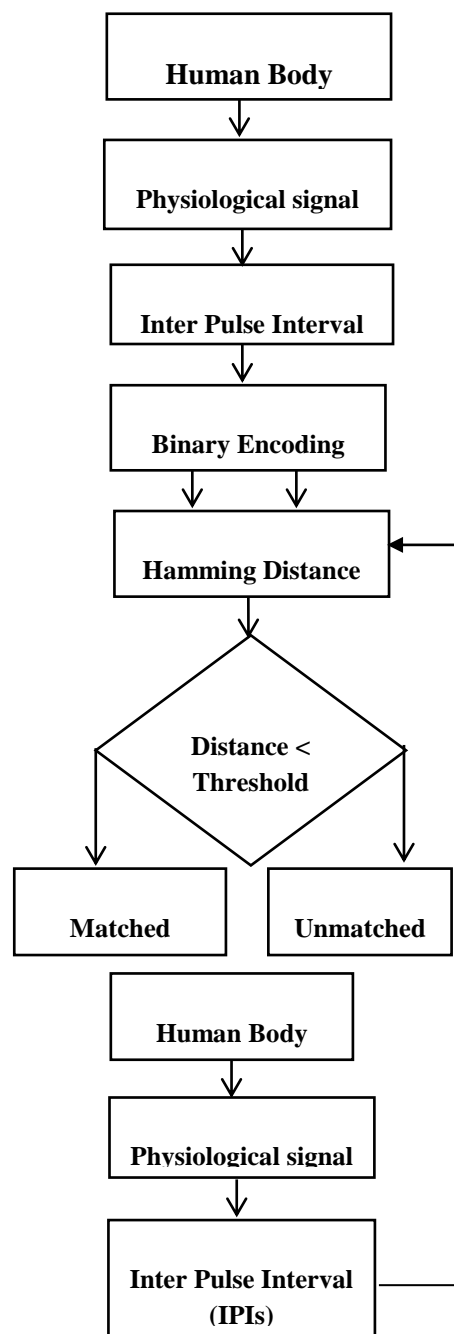 Human Body
Physiological signal
Inter Pulse Interval
Binary Encoding
Hamming Distance
Distance <
Threshold
Matched
Unmatched
Human Body
Physiological signal
Inter Pulse Interval
(IPIs)